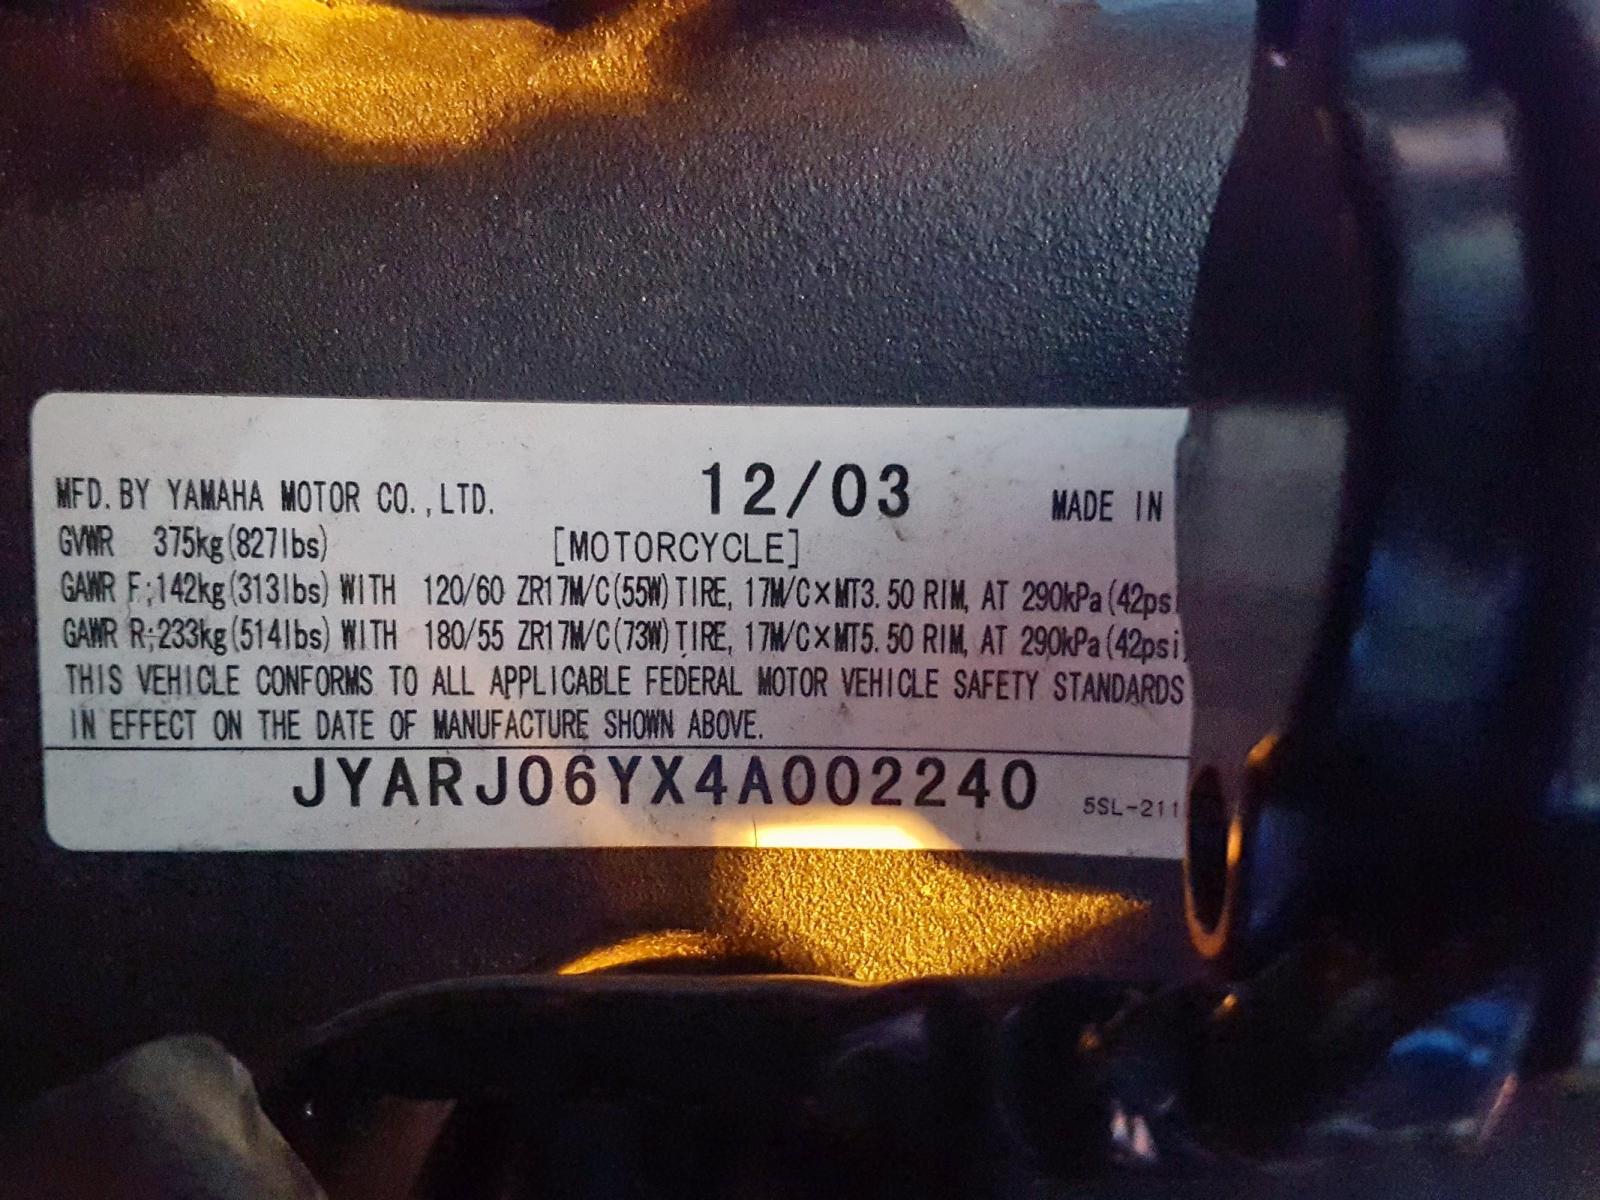 MFD. BY YAMAHA MOTOR CO., LTD. 12/03 MADE IN
GVWR 375kg(827lbs) [MOTORCYCLE]
GAWR F;142kg(313lbs) WITH 120/60 ZR17M/C(55W)TIRE, 17M/C×MT3.50 RIM, AT 290kPa(42psi
GAWR R;233kg(514lbs) WITH 180/55 ZR17M/C(73W)TIRE, 17M/C×MT5.50 RIM, AT 290kPa(42psi)
THIS VEHICLE CONFORMS TO ALL APPLICABLE FEDERAL MOTOR VEHICLE SAFETY STANDARDS
IN EFFECT ON THE DATE OF MANUFACTURE SHOWN ABOVE.
JYARJ06YX4A002240 5SL-211